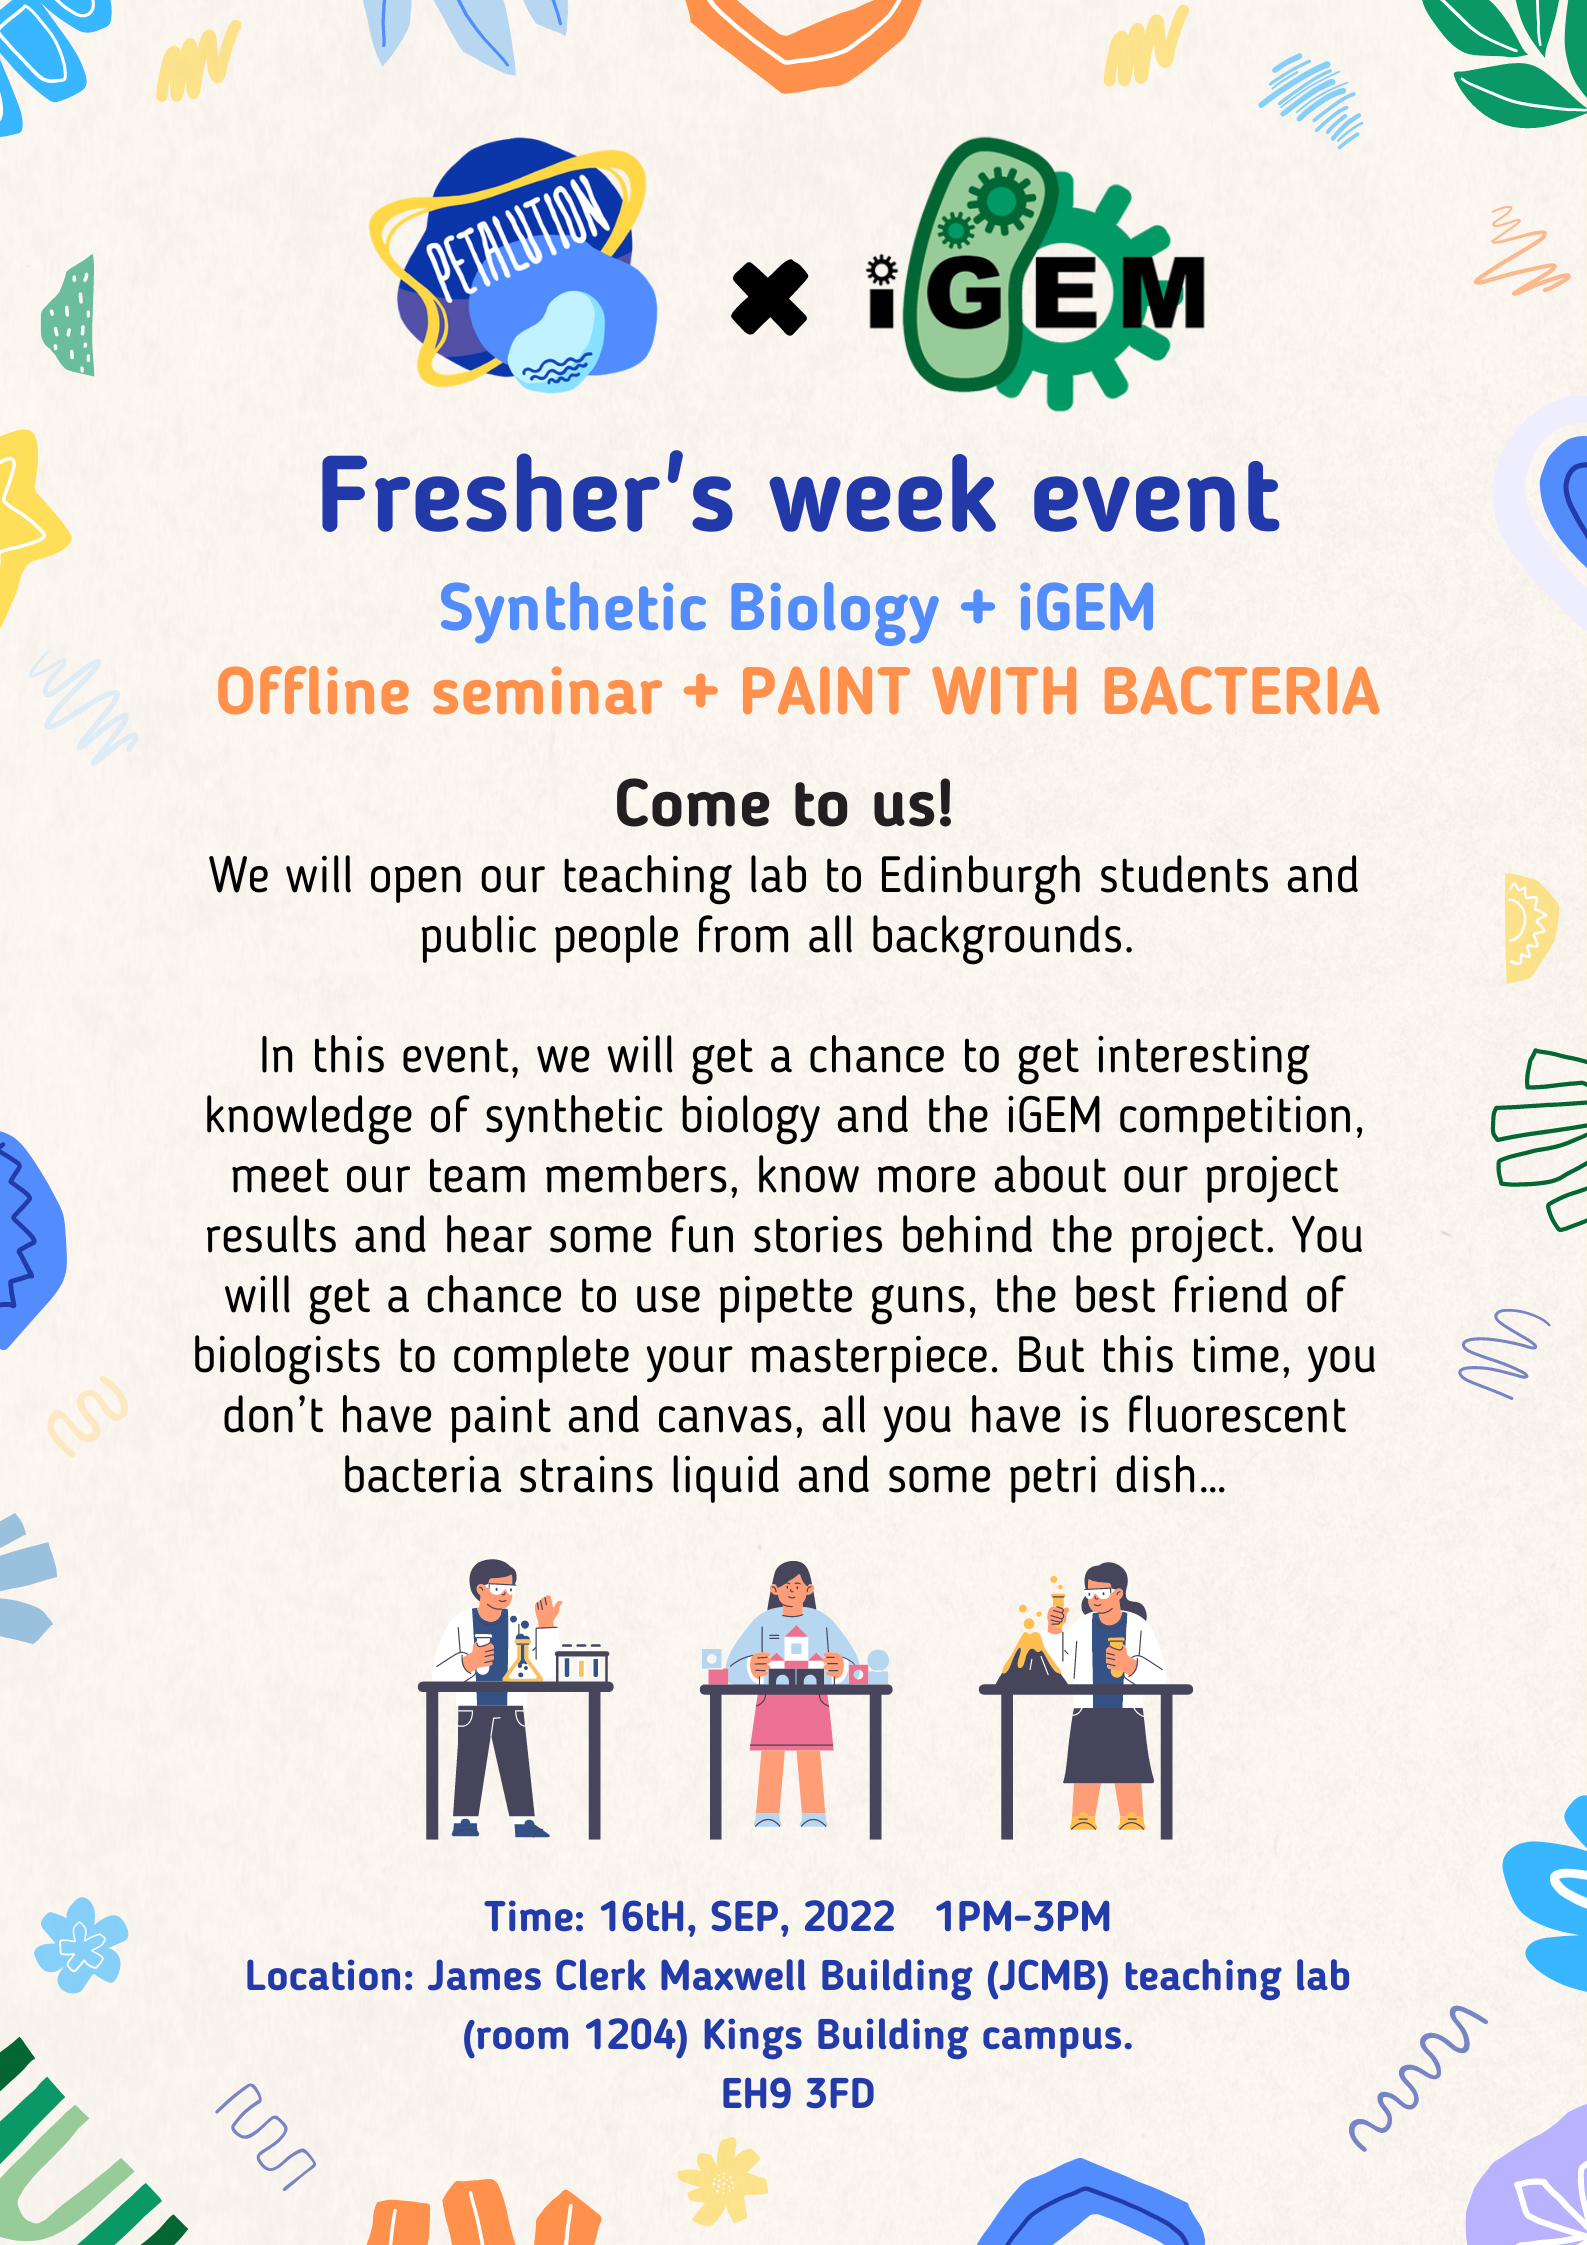 PETALUTION
iGEM
Fresher's week event
Synthetic Biology + iGEM
Offline seminar + PAINT WITH BACTERIA
Come to us!
We will open our teaching lab to Edinburgh students and
public people from all backgrounds.
In this event, we will get a chance to get interesting
knowledge of synthetic biology and the iGEM competition,
meet our team members, know more about our project
results and hear some fun stories behind the project. You
will get a chance to use pipette guns, the best friend of
biologists to complete your masterpiece. But this time, you
don’t have paint and canvas, all you have is fluorescent
bacteria strains liquid and some petri dish...
Time: 16tH, SEP, 2022 1PM-3PM
Location: James Clerk Maxwell Building (JCMB) teaching lab
(room 1204) Kings Building campus.
EH9 3FD